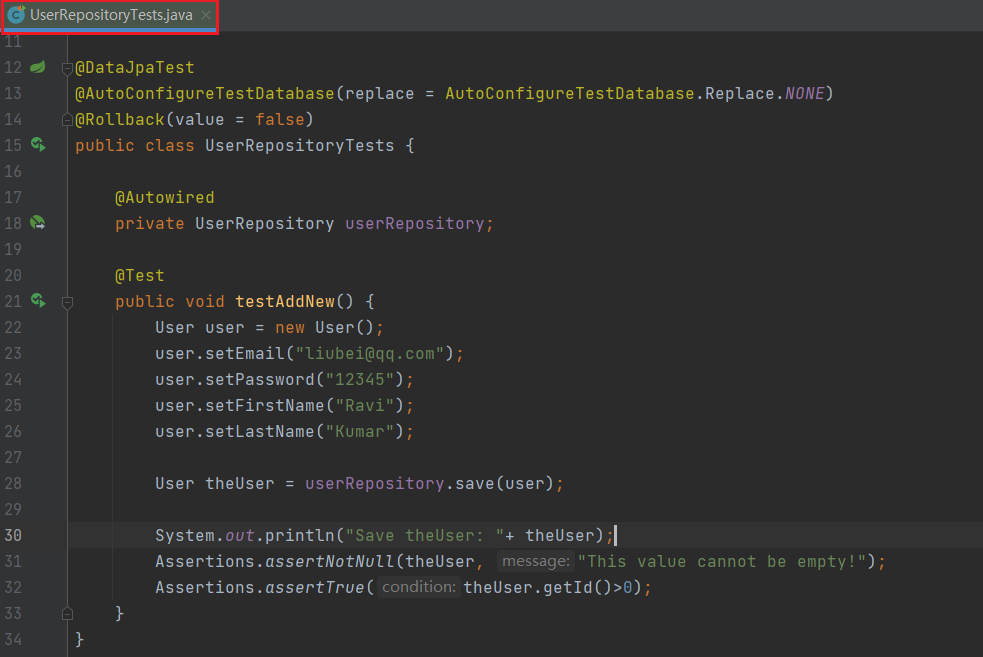 UserRepositoryTests.java
11
12 @DataJpaTest
13 @AutoConfigureTestDatabase(replace = AutoConfigureTestDatabase.Replace.NONE)
14 @Rollback(value = false)
15 public class UserRepositoryTests {
16
17 @Autowired
18 private UserRepository userRepository;
19
20 @Test
21 public void testAddNew() {
22 User user = new User();
23 user.setEmail("liubei@qq.com");
24 user.setPassword("12345");
25 user.setFirstName("Ravi");
26 user.setLastName("Kumar");
27
28 User theUser = userRepository.save(user);
29
30 System.out.println("Save theUser: "+ theUser);
31 Assertions.assertNotNull(theUser, message: "This value cannot be empty!");
32 Assertions.assertTrue( condition: theUser.getId()>0);
33 }
34 }